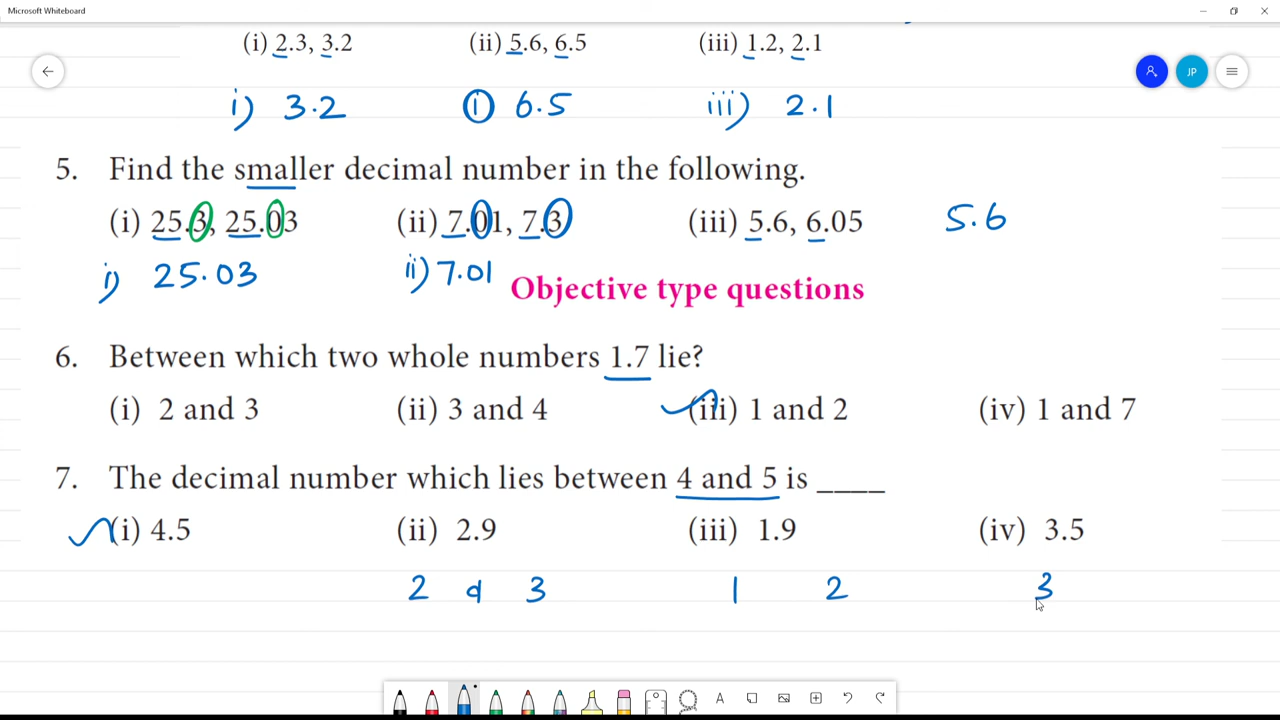 Microsoft Whiteboard
(i) 2.3, 3.2 (ii) 5.6, 6.5 (iii) 1.2, 2.1
JP
i) 3.2 i 6.5 iii) 2.1
5. Find the smaller decimal number in the following.
(i) 25.3, 25.03 (ii) 7.01, 7.3 (iii) 5.6, 6.05 5.6
i) 25.03 ii) 7.01
Objective type questions
6. Between which two whole numbers 1.7 lie?
(i) 2 and 3 (ii) 3 and 4 (iii) 1 and 2 (iv) 1 and 7
7. The decimal number which lies between 4 and 5 is ____
(i) 4.5 (ii) 2.9 (iii) 1.9 (iv) 3.5
2 & 3 1 2 3
A